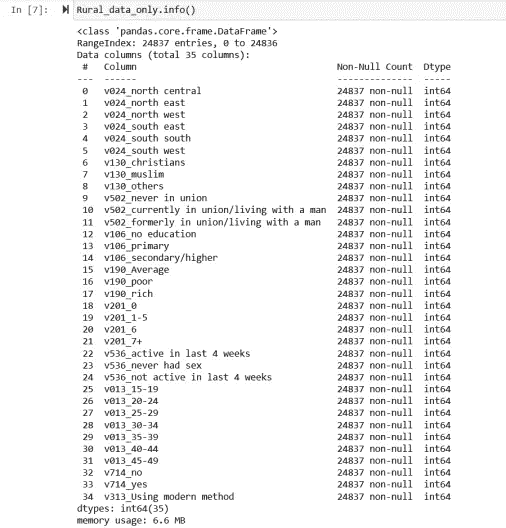 In [7]: Rural_data_only.info()
<class 'pandas.core.frame.DataFrame'>
RangeIndex: 24837 entries, 0 to 24836
Data columns (total 35 columns):
# Column Non-Null Count Dtype
--- ------ -------------- -----
0 v024_north central 24837 non-null int64
1 v024_north east 24837 non-null int64
2 v024_north west 24837 non-null int64
3 v024_south east 24837 non-null int64
4 v024_south south 24837 non-null int64
5 v024_south west 24837 non-null int64
6 v130_christians 24837 non-null int64
7 v130_muslim 24837 non-null int64
8 v130_others 24837 non-null int64
9 v502_never in union 24837 non-null int64
10 v502_currently in union/living with a man 24837 non-null int64
11 v502_formerly in union/living with a man 24837 non-null int64
12 v106_no education 24837 non-null int64
13 v106_primary 24837 non-null int64
14 v106_secondary/higher 24837 non-null int64
15 v190_Average 24837 non-null int64
16 v190_poor 24837 non-null int64
17 v190_rich 24837 non-null int64
18 v201_0 24837 non-null int64
19 v201_1-5 24837 non-null int64
20 v201_6 24837 non-null int64
21 v201_7+ 24837 non-null int64
22 v536_active in last 4 weeks 24837 non-null int64
23 v536_never had sex 24837 non-null int64
24 v536_not active in last 4 weeks 24837 non-null int64
25 v013_15-19 24837 non-null int64
26 v013_20-24 24837 non-null int64
27 v013_25-29 24837 non-null int64
28 v013_30-34 24837 non-null int64
29 v013_35-39 24837 non-null int64
30 v013_40-44 24837 non-null int64
31 v013_45-49 24837 non-null int64
32 v714_no 24837 non-null int64
33 v714_yes 24837 non-null int64
34 v313_Using modern method 24837 non-null int64
dtypes: int64(35)
memory usage: 6.6 MB